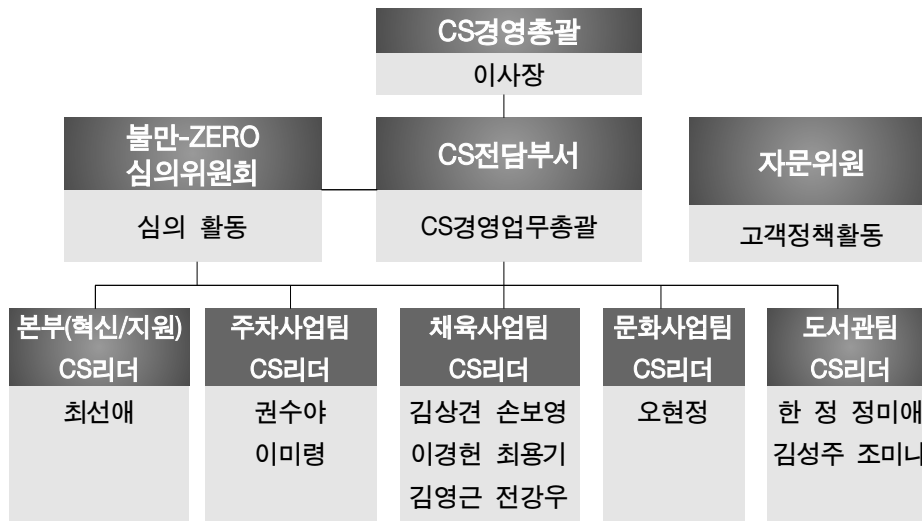 CS경영총괄
이사장
불만-ZERO
심의위원회
심의 활동
CS전담부서
CS경영업무총괄
자문위원
고객정책활동
본부(혁신/지원)
CS리더
최선애
주차사업팀
CS리더
권수야
이미령
채육사업팀
CS리더
김상견 손보영
이경헌 최용기
김영근 전강우
문화사업팀
CS리더
오현정
도서관팀
CS리더
한 정 정미애
김성주 조미나